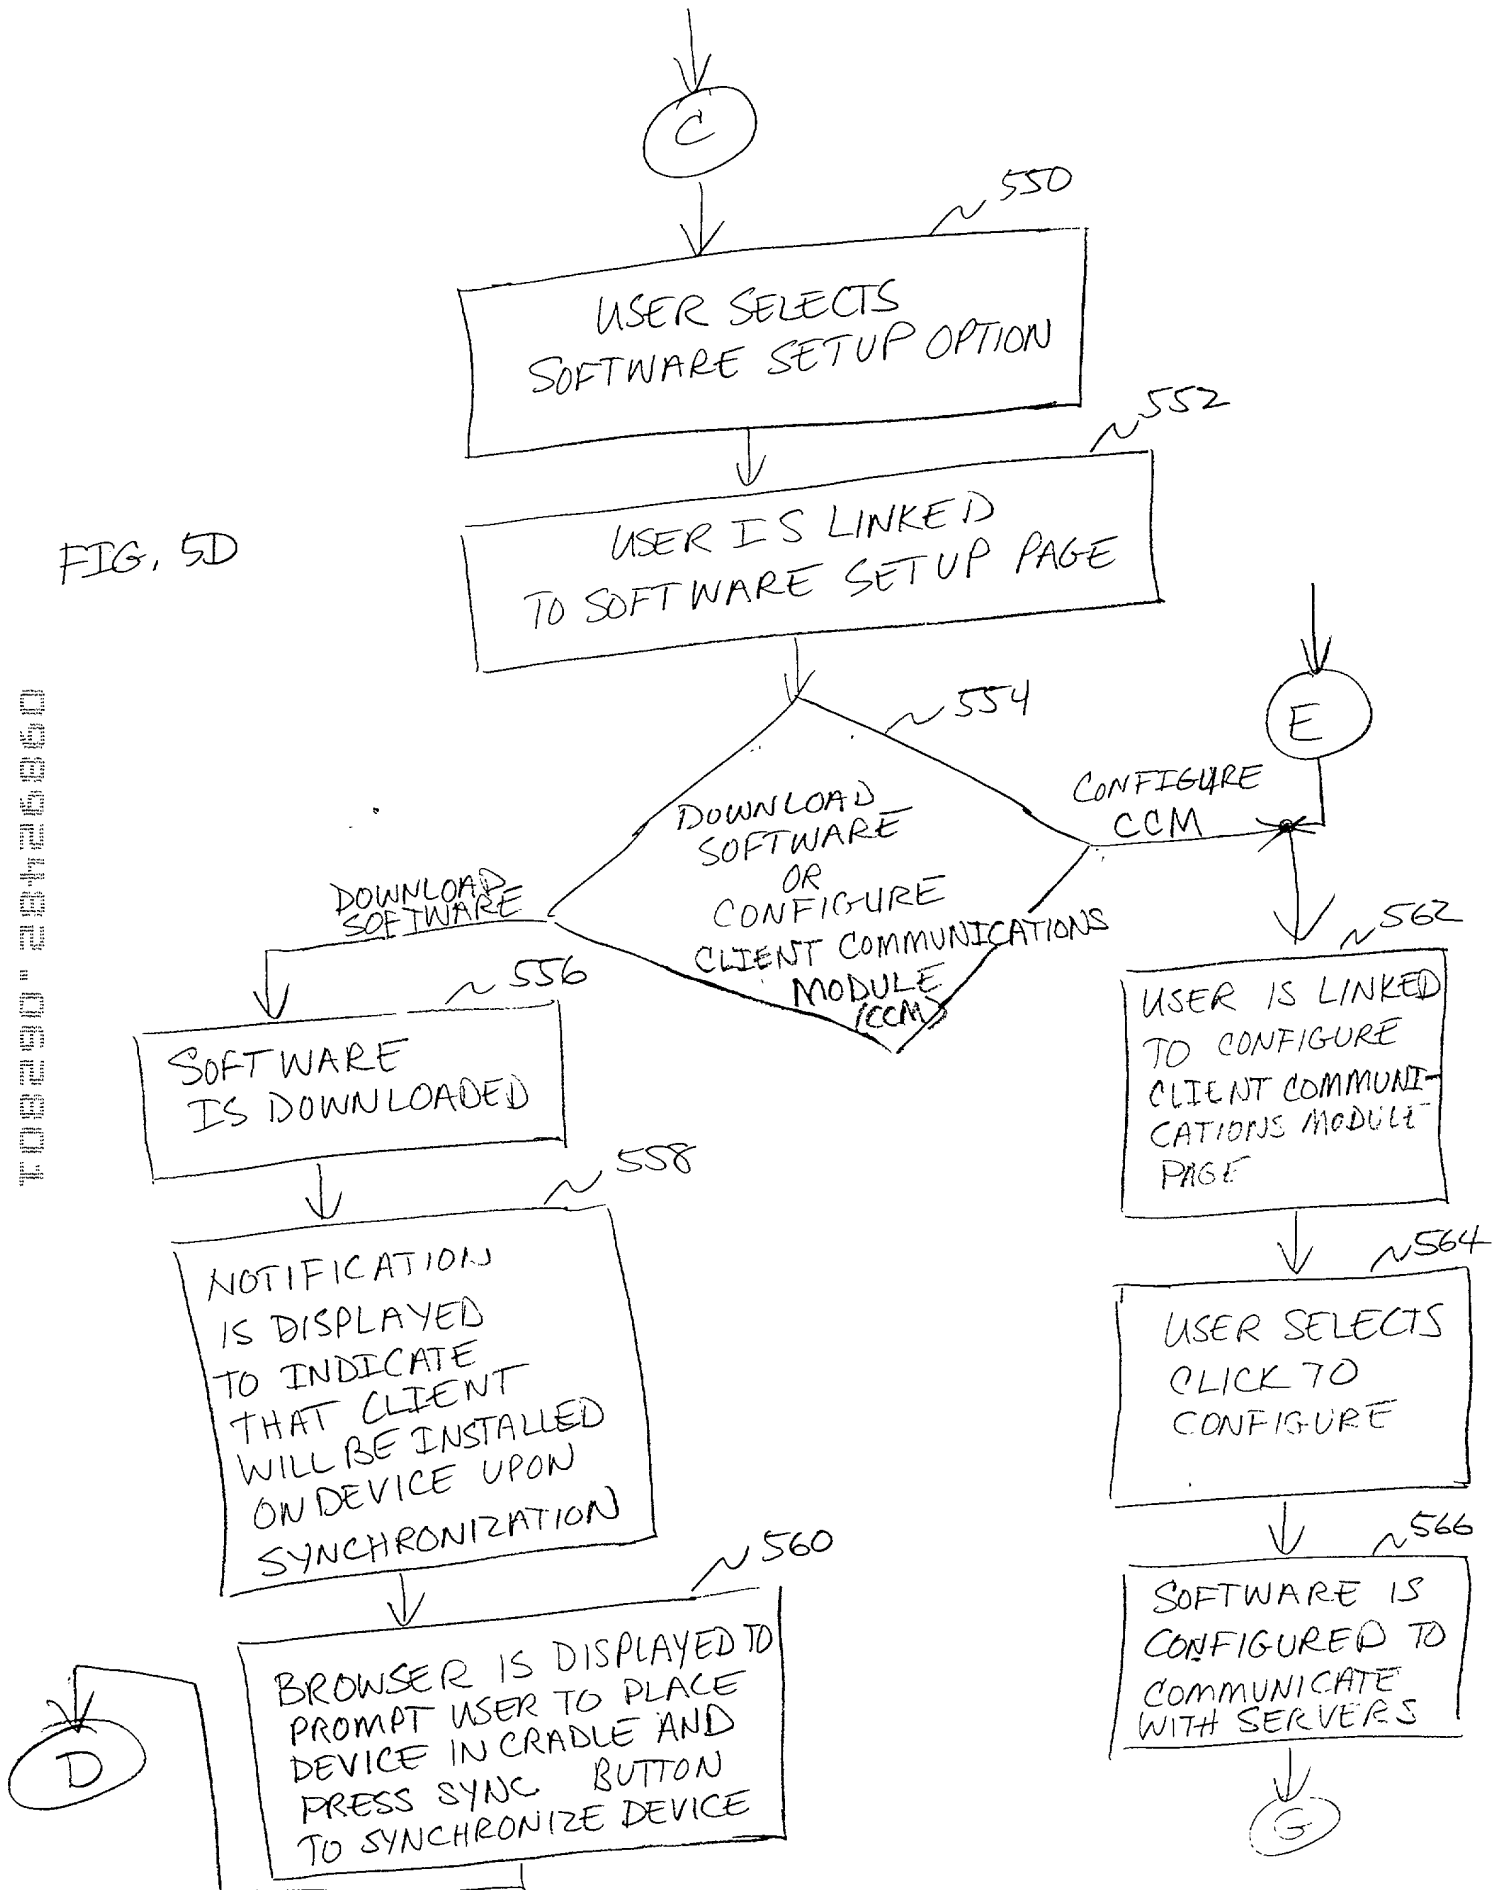 C
550
USER SELECTS
SOFTWARE SETUP OPTION
552
USER IS LINKED
TO SOFTWARE SETUP PAGE
FIG. 5D
554
E
DOWNLOAD
SOFTWARE
OR
CONFIGURE
CLIENT COMMUNICATIONS
MODULE
(CCM)
CONFIGURE
CCM
DOWNLOAD
SOFTWARE
556
SOFTWARE
IS DOWNLOADED
558
NOTIFICATION
IS DISPLAYED
TO INDICATE
THAT CLIENT
WILL BE INSTALLED
ON DEVICE UPON
SYNCHRONIZATION
560
BROWSER IS DISPLAYED TO
PROMPT USER TO PLACE
DEVICE IN CRADLE AND
PRESS SYNC BUTTON
TO SYNCHRONIZE DEVICE
D
562
USER IS LINKED
TO CONFIGURE
CLIENT COMMUNI-
CATIONS MODULE
PAGE
564
USER SELECTS
CLICK TO
CONFIGURE
566
SOFTWARE IS
CONFIGURED TO
COMMUNICATE
WITH SERVERS
G